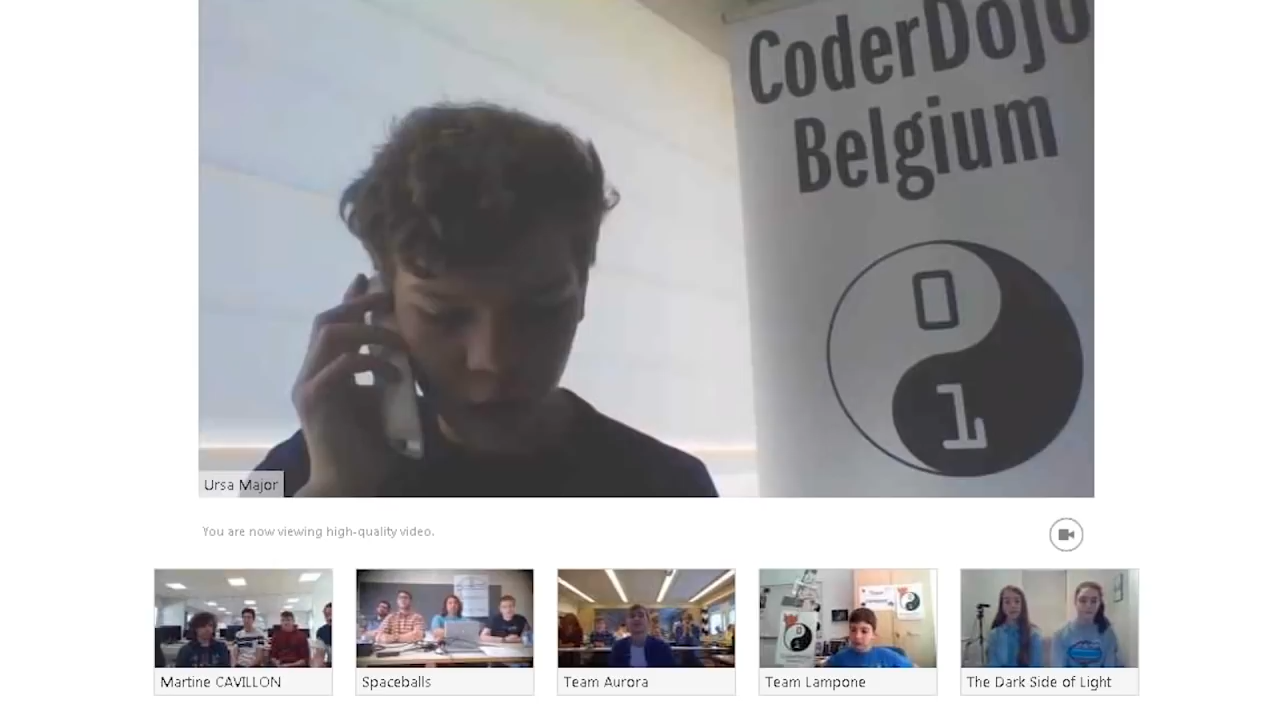 CoderDojo
Belgium
0
1
Ursa Major
You are now viewing high-quality video.
Martine CAVILLON
Spaceballs
Team Aurora
Team Lampone
The Dark Side of Light